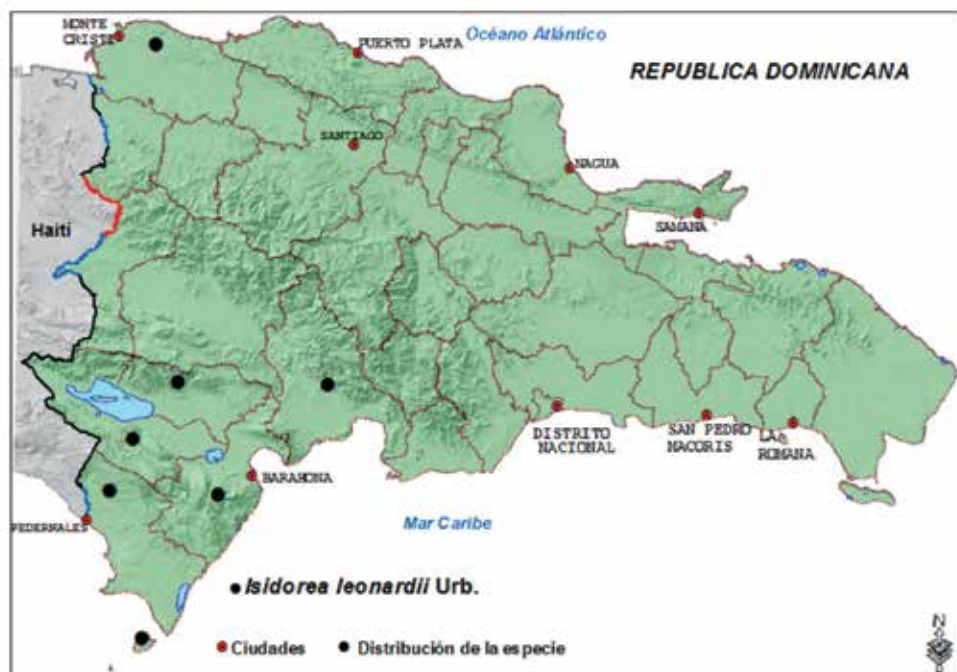 MONTE
CRISTI
PUERTO PLATA
Océano Atlántico
REPUBLICA DOMINICANA
SANTIAGO
NAGUA
SAMANA
Haití
DISTRITO
NACIONAL
SAN PEDRO
MACORIS
LA
ROMANA
BARAHONA
PEDERNALES
Mar Caribe
Isidorea leonardii Urb.
Ciudades
Distribución de la especie
N